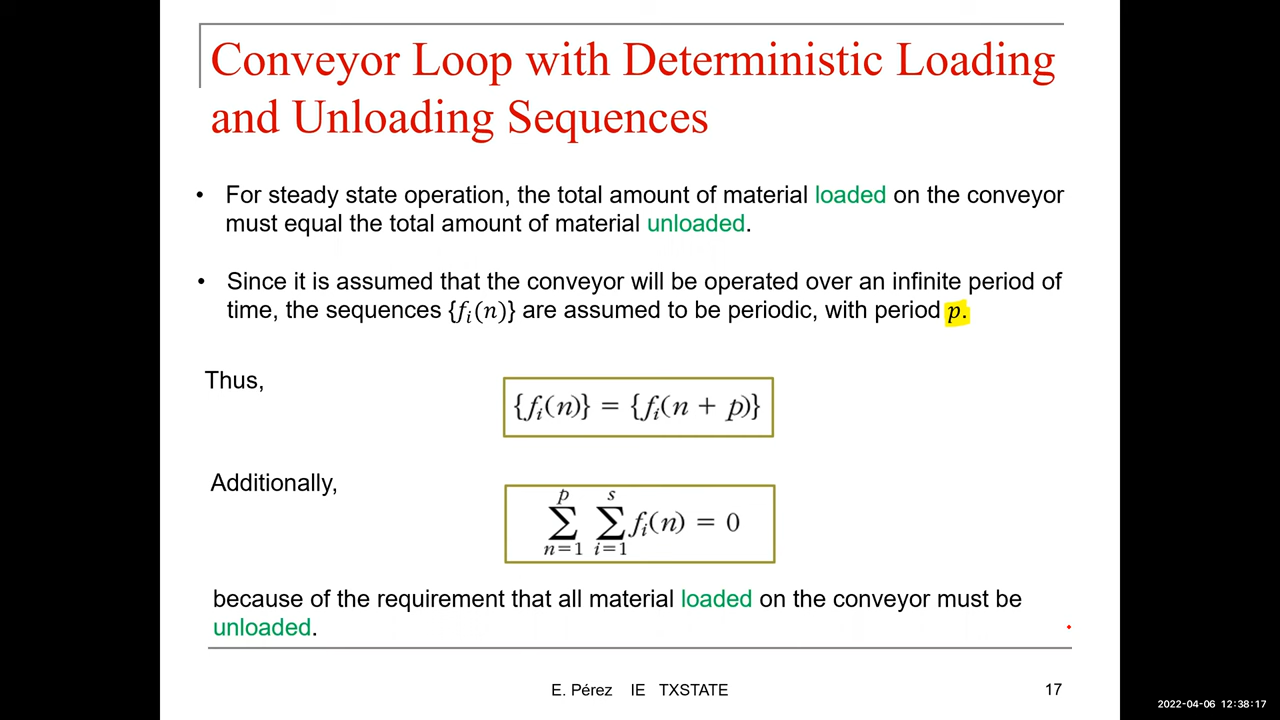 Conveyor Loop with Deterministic Loading
and Unloading Sequences
• For steady state operation, the total amount of material loaded on the conveyor
must equal the total amount of material unloaded.
• Since it is assumed that the conveyor will be operated over an infinite period of
time, the sequences {fᵢ(n)} are assumed to be periodic, with period p.
Thus,
{fᵢ(n)} = {fᵢ(n + p)}
Additionally,
p s
∑ ∑ fᵢ(n) = 0
n=1 i=1
because of the requirement that all material loaded on the conveyor must be
unloaded.
E. Pérez IE TXSTATE
17
2022-04-06 12:38:17